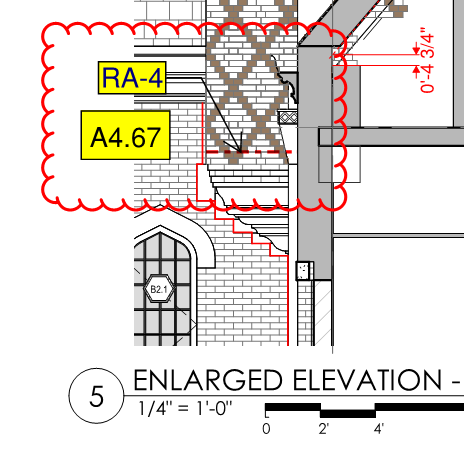 0'-4 3/4"
RA-4
A4.67
B2.1
5
ENLARGED ELEVATION -
1/4" = 1'-0"
0 2' 4'